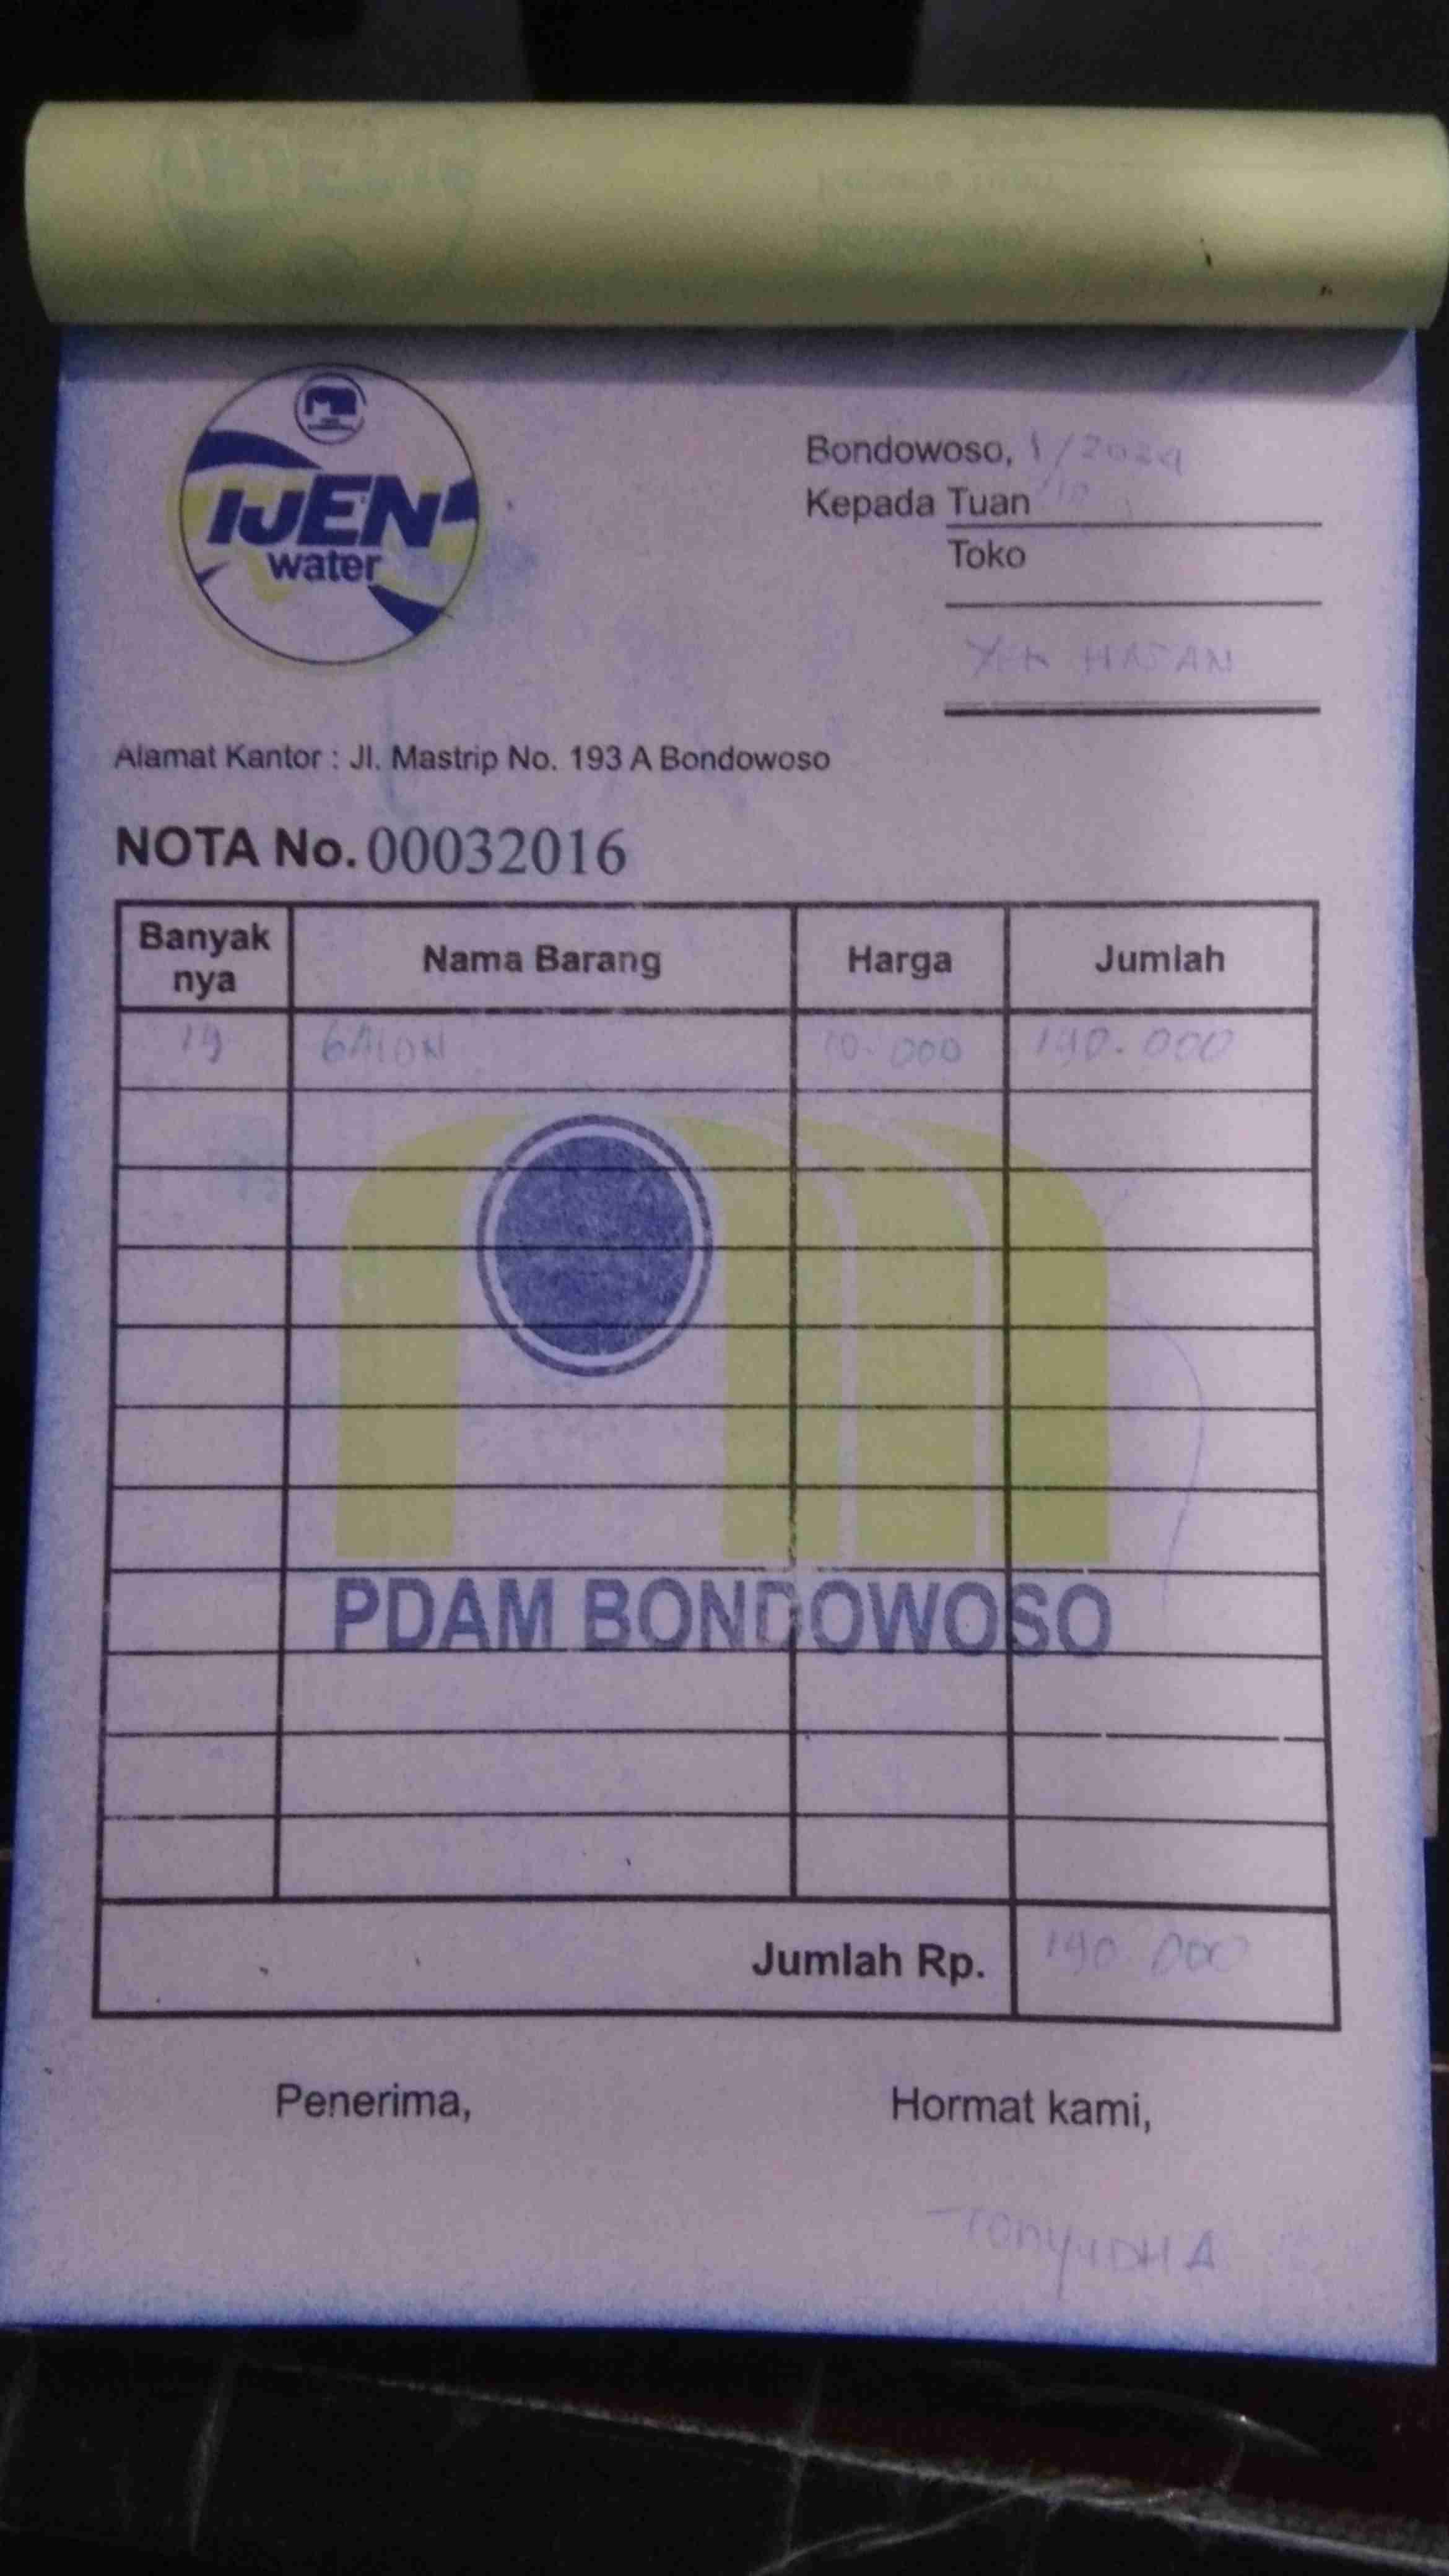 IJEN
water
Bondowoso, 1/10 2024
Kepada Tuan
Toko
YEK HASAN
Alamat Kantor : Jl. Mastrip No. 193 A Bondowoso
NOTA No. 00032016
Banyak nya Nama Barang Harga Jumlah
19 GALON 10.000 190.000
PDAM BONDOWOSO
Jumlah Rp. 190 000
Penerima, Hormat kami,